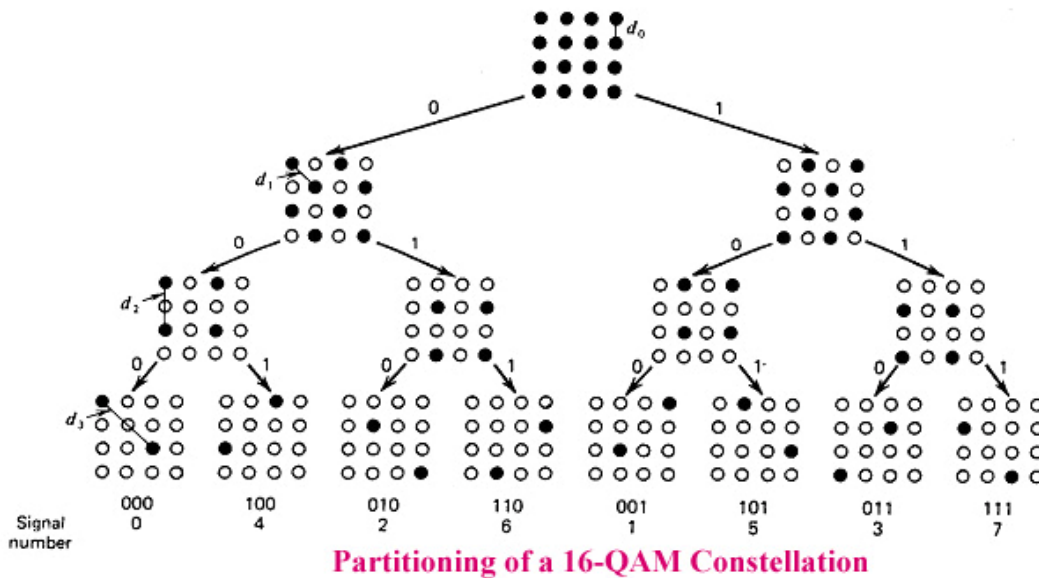 d₀
0 1
d₁
0 1 0 1
d₂
0 1 0 1 0 1 0 1
d₃
000 100 010 110 001 101 011 111
Signal 0 4 2 6 1 5 3 7
number
Partitioning of a 16-QAM Constellation